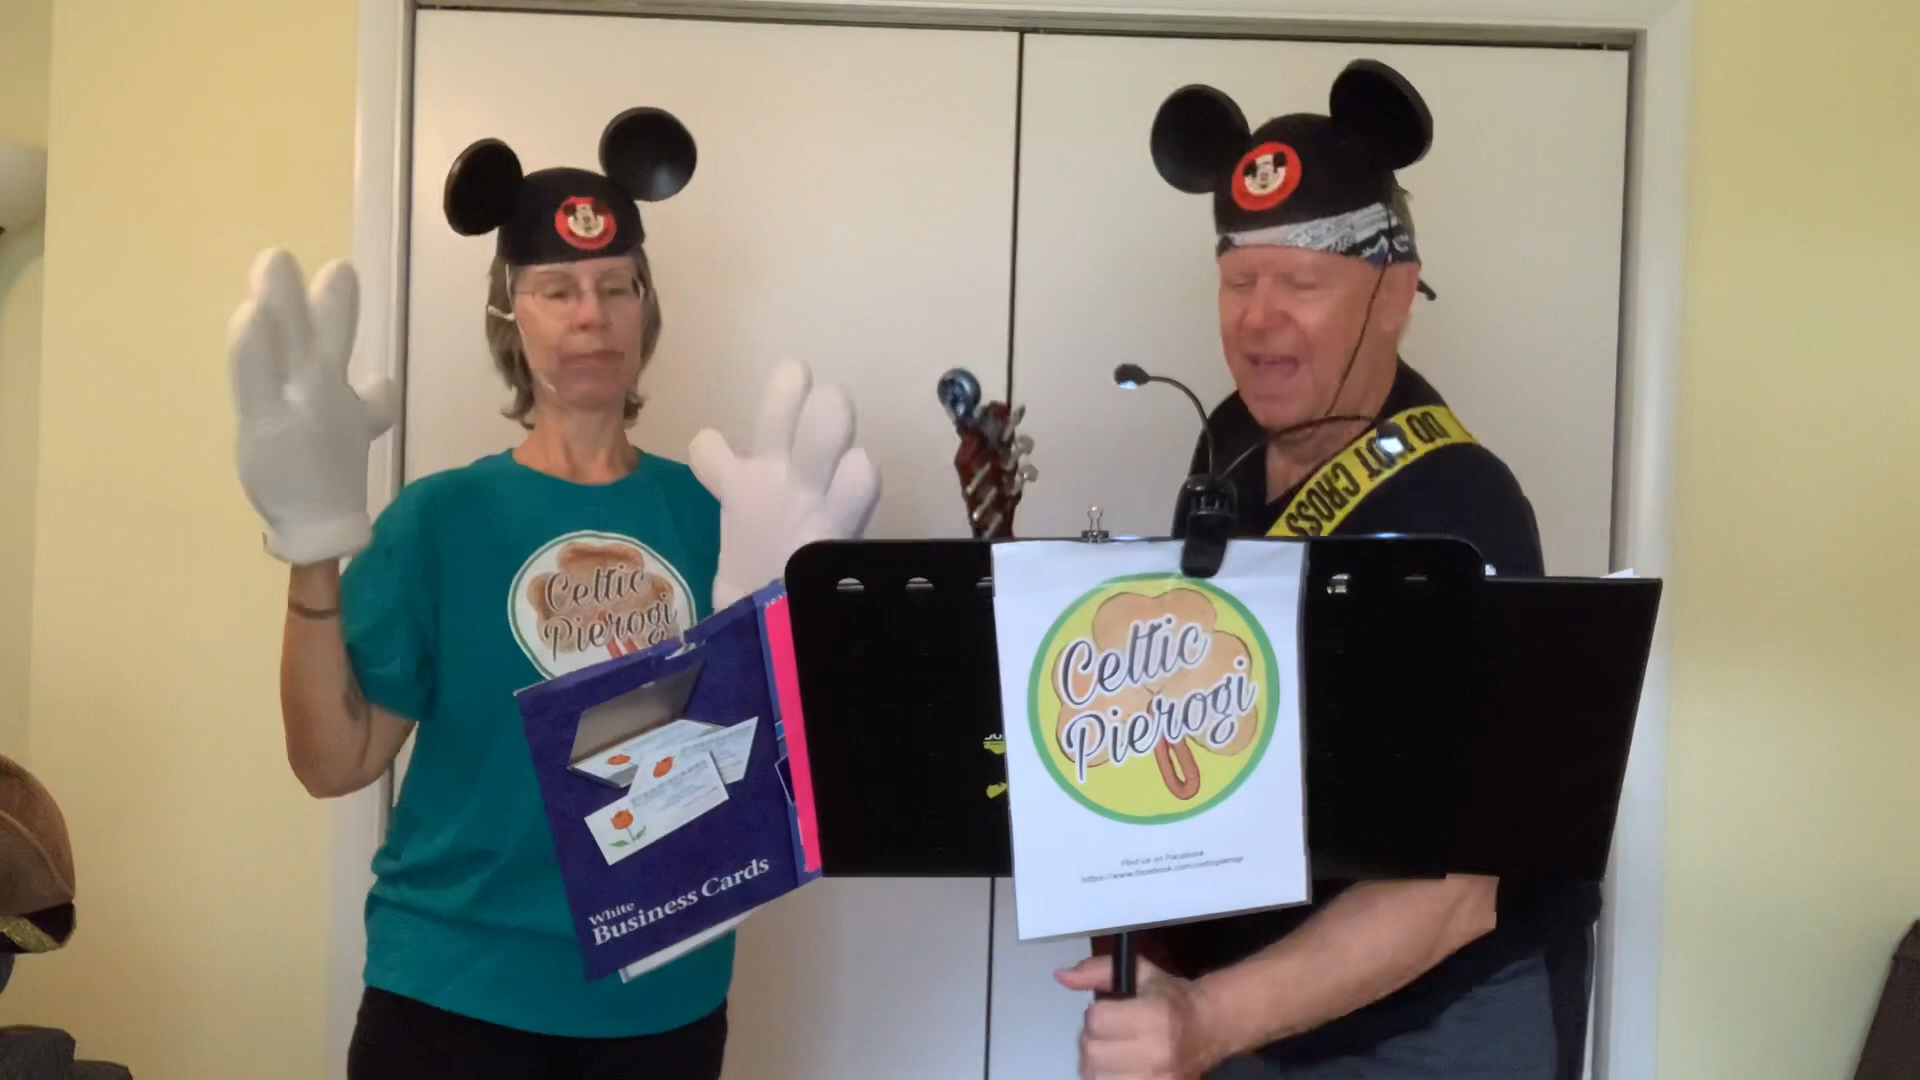 DO NOT CROSS
Celtic
Pierogi
Celtic
Pierogi
Find us on Facebook
https://www.facebook.com/celticpierogi
White
Business Cards